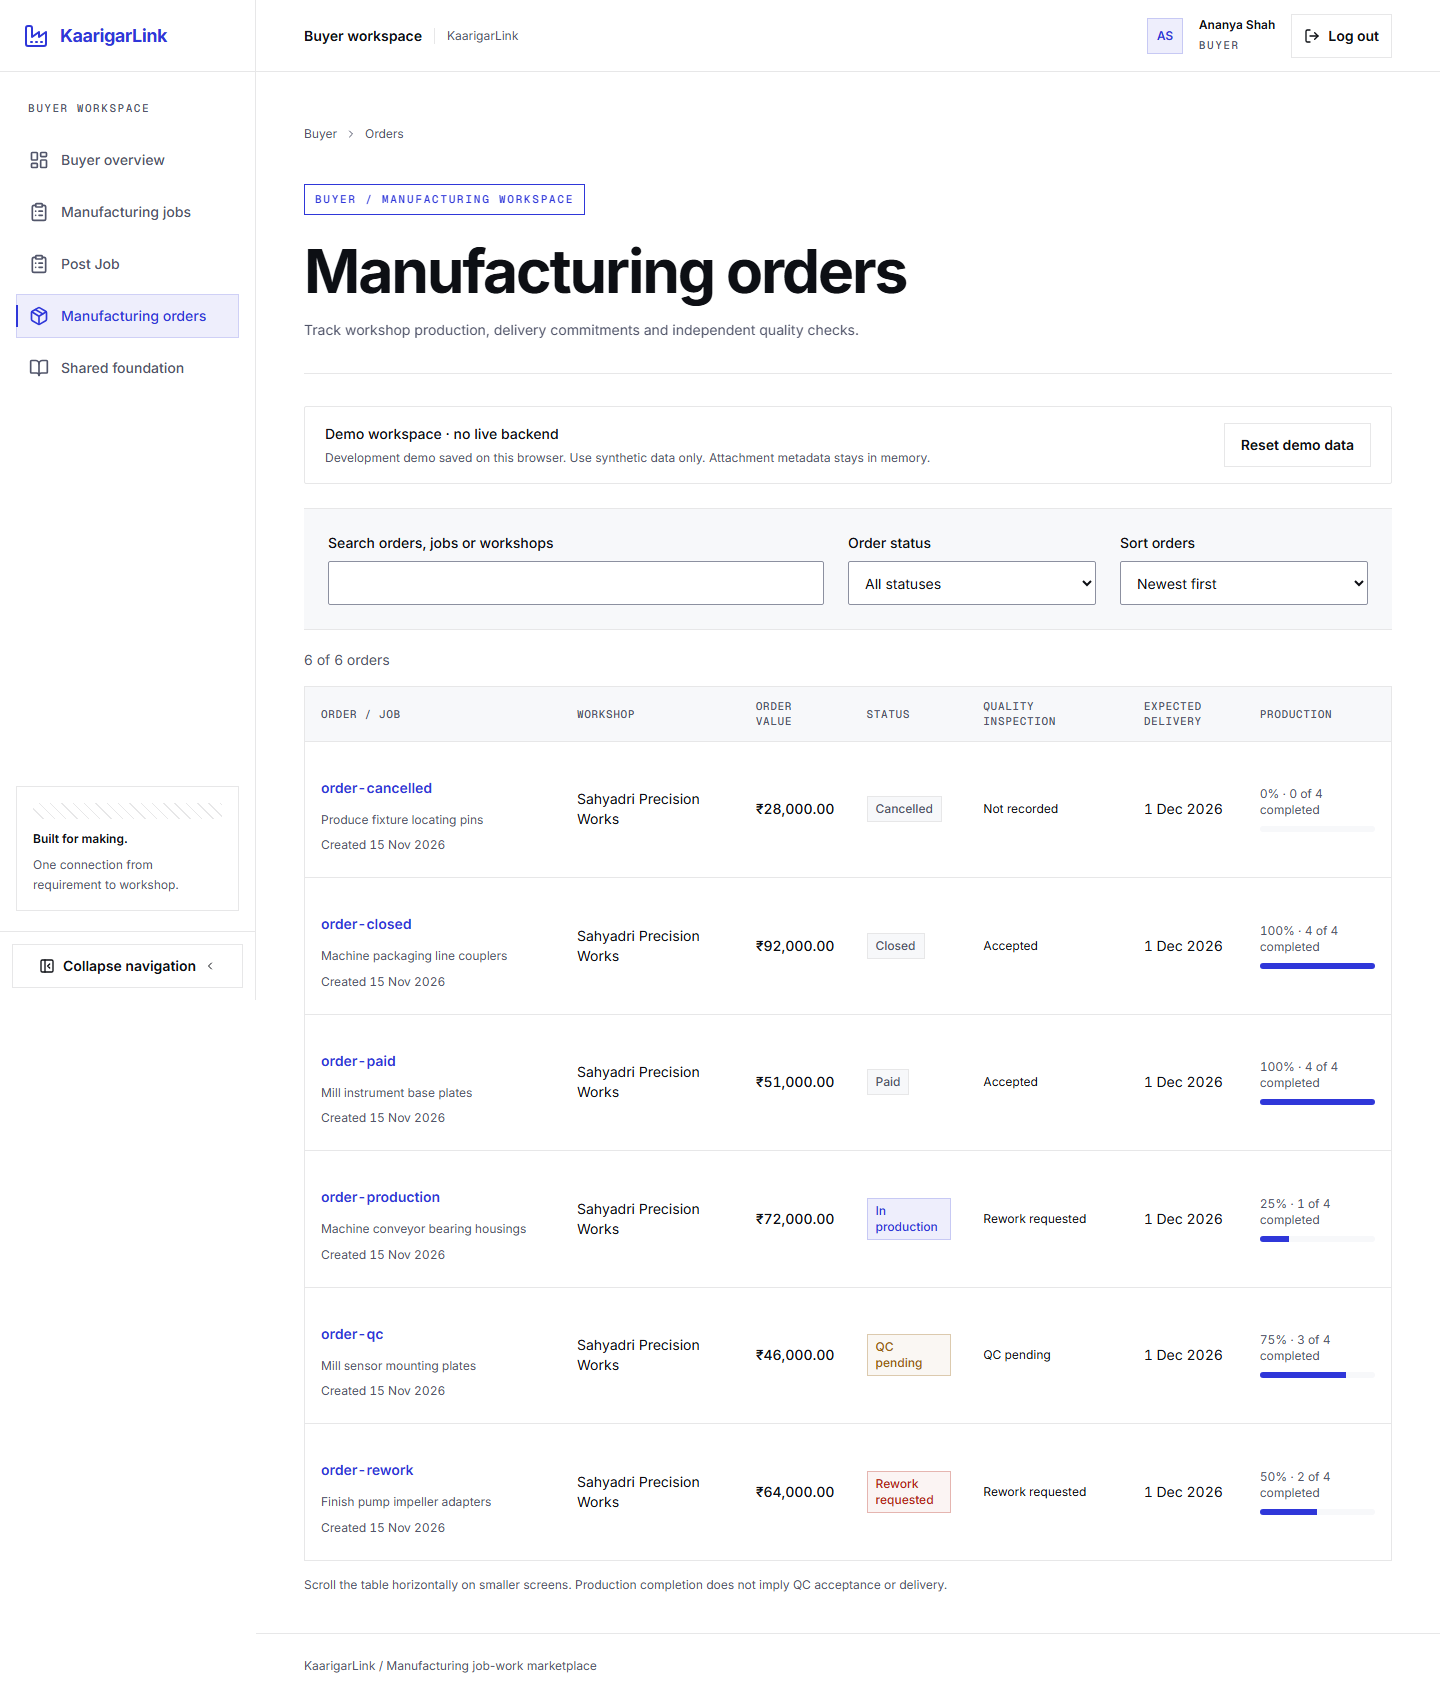 KaarigarLink
Buyer workspace
KaarigarLink
AS
Ananya Shah
BUYER
Log out
BUYER WORKSPACE
Buyer overview
Manufacturing jobs
Post Job
Manufacturing orders
Shared foundation
Built for making.
One connection from
requirement to workshop.
Collapse navigation
Buyer > Orders
BUYER / MANUFACTURING WORKSPACE
Manufacturing orders
Track workshop production, delivery commitments and independent quality checks.
Demo workspace · no live backend
Development demo saved on this browser. Use synthetic data only. Attachment metadata stays in memory.
Reset demo data
Search orders, jobs or workshops
Order status
All statuses
Sort orders
Newest first
6 of 6 orders
ORDER / JOB
WORKSHOP
ORDER
VALUE
STATUS
QUALITY
INSPECTION
EXPECTED
DELIVERY
PRODUCTION
order-cancelled
Produce fixture locating pins
Created 15 Nov 2026
Sahyadri Precision
Works
₹28,000.00
Cancelled
Not recorded
1 Dec 2026
0% · 0 of 4
completed
order-closed
Machine packaging line couplers
Created 15 Nov 2026
Sahyadri Precision
Works
₹92,000.00
Closed
Accepted
1 Dec 2026
100% · 4 of 4
completed
order-paid
Mill instrument base plates
Created 15 Nov 2026
Sahyadri Precision
Works
₹51,000.00
Paid
Accepted
1 Dec 2026
100% · 4 of 4
completed
order-production
Machine conveyor bearing housings
Created 15 Nov 2026
Sahyadri Precision
Works
₹72,000.00
In
production
Rework requested
1 Dec 2026
25% · 1 of 4
completed
order-qc
Mill sensor mounting plates
Created 15 Nov 2026
Sahyadri Precision
Works
₹46,000.00
QC
pending
QC pending
1 Dec 2026
75% · 3 of 4
completed
order-rework
Finish pump impeller adapters
Created 15 Nov 2026
Sahyadri Precision
Works
₹64,000.00
Rework
requested
Rework requested
1 Dec 2026
50% · 2 of 4
completed
Scroll the table horizontally on smaller screens. Production completion does not imply QC acceptance or delivery.
KaarigarLink / Manufacturing job-work marketplace